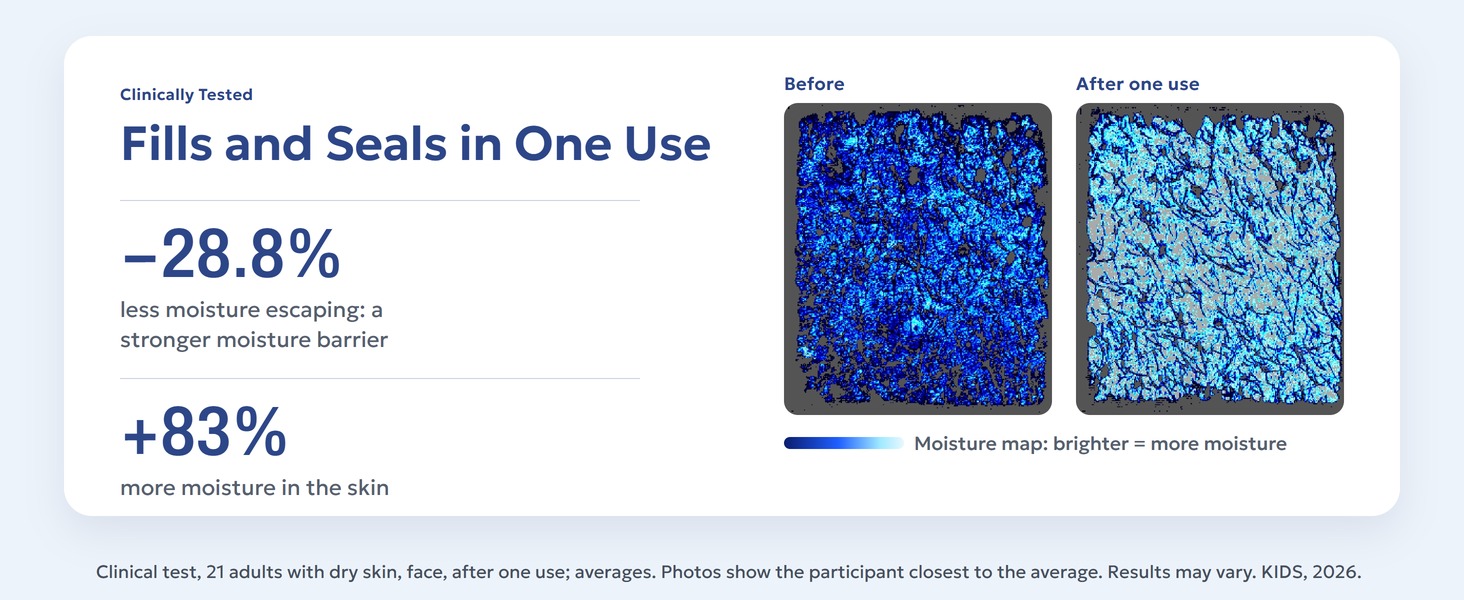 Clinically Tested
Fills and Seals in One Use
−28.8%
less moisture escaping: a
stronger moisture barrier
+83%
more moisture in the skin
Before
After one use
Moisture map: brighter = more moisture
Clinical test, 21 adults with dry skin, face, after one use; averages. Photos show the participant closest to the average. Results may vary. KIDS, 2026.